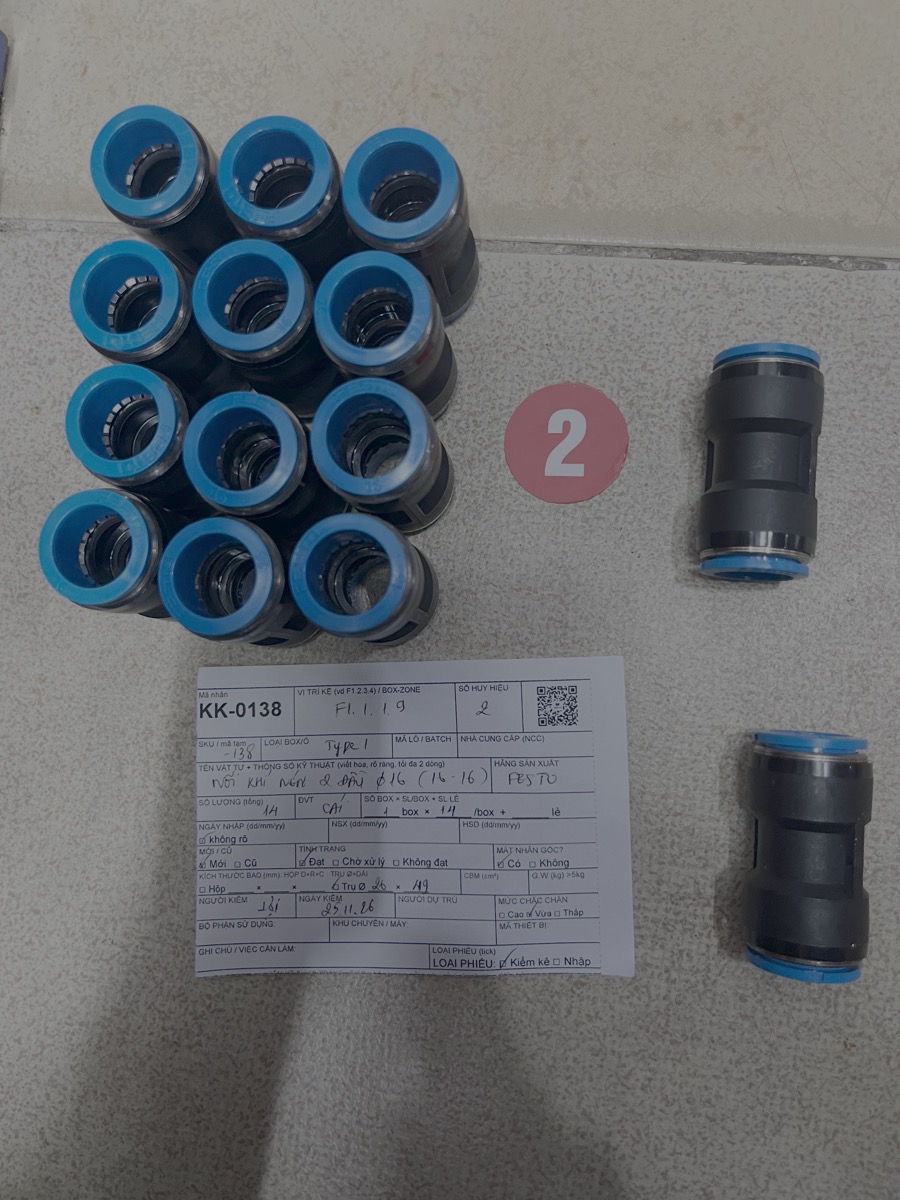 2
Mã nhãn
KK-0138
VỊ TRÍ KỆ (vd F1.2.3.4) / BOX-ZONE
F1.1.1.9
SỐ HUY HIỆU
2
SKU / mã tạm
-138
LOẠI BOX/Ổ
Type 1
MÃ LÔ / BATCH
NHÀ CUNG CẤP (NCC)
TÊN VẬT TƯ + THÔNG SỐ KỸ THUẬT (viết hoa, rõ ràng, tối đa 2 dòng)
NỐI KHÍ NÉN 2 ĐẦU Ø16 (16-16)
HÃNG SẢN XUẤT
FESTO
SỐ LƯỢNG (tổng)
14
ĐVT
CÁI
SỐ BOX × SL/BOX + SL LẺ
1 box × 14 /box + lẻ
NGÀY NHẬP (dd/mm/yy)
không rõ
NSX (dd/mm/yy)
HSD (dd/mm/yy)
MỚI / CŨ
Mới Cũ
TÌNH TRẠNG
Đạt Chờ xử lý Không đạt
MẶT NHÃN GỐC?
Có Không
KÍCH THƯỚC BAO (mm): HỘP D×R×C · TRỤ Ø×DÀI
Hộp × × Trụ Ø 26 × 49
CBM (cm³)
G.W (kg) >5kg
NGƯỜI KIỂM
NGÀY KIỂM
NGƯỜI DỰ TRÙ
MỨC CHẮC CHẮN
Cao Vừa Thấp
BỘ PHẬN SỬ DỤNG:
KHU CHUYỀN / MÁY:
MÃ THIẾT BỊ:
GHI CHÚ / VIỆC CẦN LÀM:
LOẠI PHIẾU (tick)
LOẠI PHIẾU: Kiểm kê Nhập